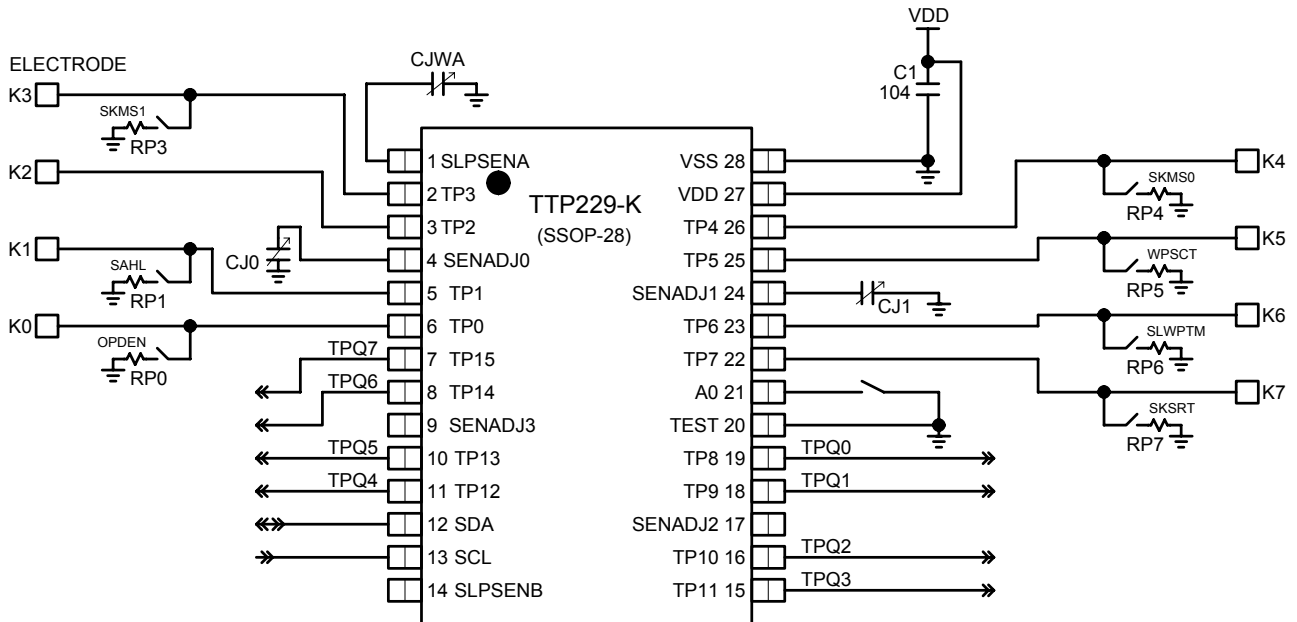 VDD
CJWA
ELECTRODE
C1
104
K3
SKMS1
RP3
1 SLPSENA
VSS 28
K4
K2
2 TP3
TTP229-K
VDD 27
SKMS0
RP4
3 TP2
(SSOP-28)
TP4 26
K1
CJ0
4 SENADJ0
TP5 25
K5
SAHL
RP1
WPSCT
RP5
5 TP1
SENADJ1 24
CJ1
K0
6 TP0
TP6 23
K6
OPDEN
RP0
SLWPTM
RP6
TPQ7
7 TP15
TP7 22
TPQ6
8 TP14
A0 21
K7
SKSRT
RP7
9 SENADJ3
TEST 20
TPQ5
10 TP13
TP8 19
TPQ0
TPQ4
11 TP12
TP9 18
TPQ1
12 SDA
SENADJ2 17
13 SCL
TP10 16
TPQ2
14 SLPSENB
TP11 15
TPQ3